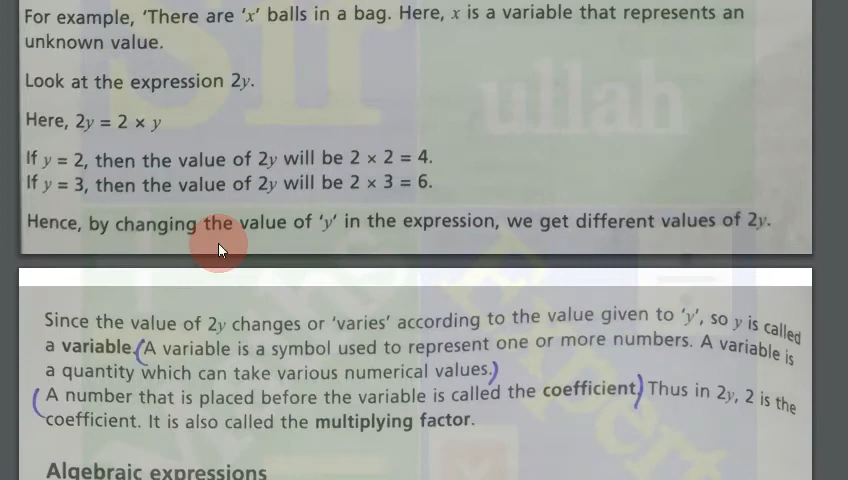 For example, ‘There are ‘x’ balls in a bag. Here, x is a variable that represents an
unknown value.
Look at the expression 2y.
Here, 2y = 2 × y
If y = 2, then the value of 2y will be 2 × 2 = 4.
If y = 3, then the value of 2y will be 2 × 3 = 6.
Hence, by changing the value of ‘y’ in the expression, we get different values of 2y.
Since the value of 2y changes or ‘varies’ according to the value given to ‘y’, so y is called
a variable. (A variable is a symbol used to represent one or more numbers. A variable is
a quantity which can take various numerical values.)
(A number that is placed before the variable is called the coefficient) Thus in 2y, 2 is the
coefficient. It is also called the multiplying factor.
Algebraic expressions
Sir
ullah
Maths
Expert